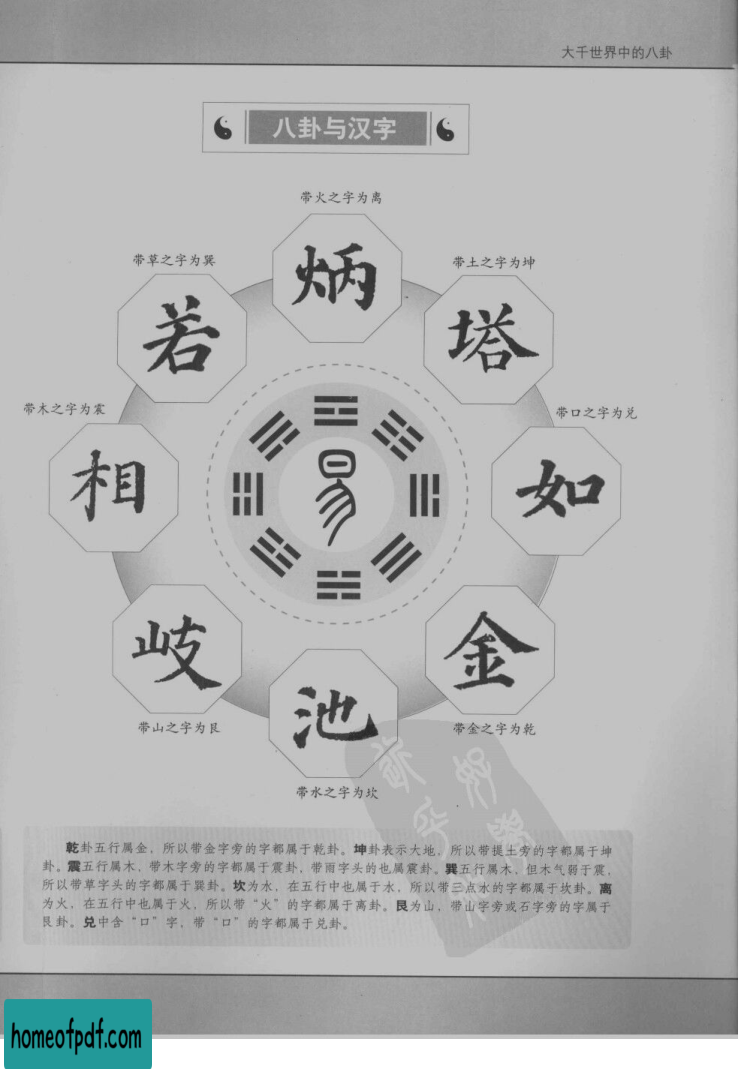 大千世界中的八卦
八卦与汉字
带火之字为离
炳
带草之字为巽
若
带土之字为坤
塔
带木之字为震
相
带口之字为兑
如
易
岐
带山之字为艮
金
带金之字为乾
池
带水之字为坎
乾卦五行属金，所以带金字旁的字都属于乾卦。坤卦表示大地，所以带提土旁的字都属于坤
卦。震五行属木，带木字旁的字都属于震卦，带雨字头的也属震卦。巽五行属木，但木气弱于震，
所以带草字头的字都属于巽卦。坎为水，在五行中也属于水，所以带三点水的字都属于坎卦。离
为火，在五行中也属于火，所以带“火”的字都属于离卦。艮为山，带山字旁或石字旁的字属于
艮卦。兑中含“口”字，带“口”的字都属于兑卦。
homeofpdf.com